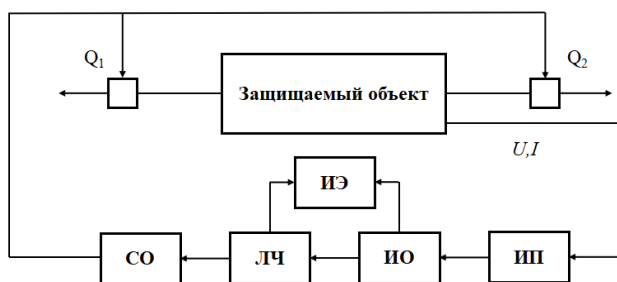 Q1
Q2
Защищаемый объект
U,I
ИЭ
СО
ЛЧ
ИО
ИП